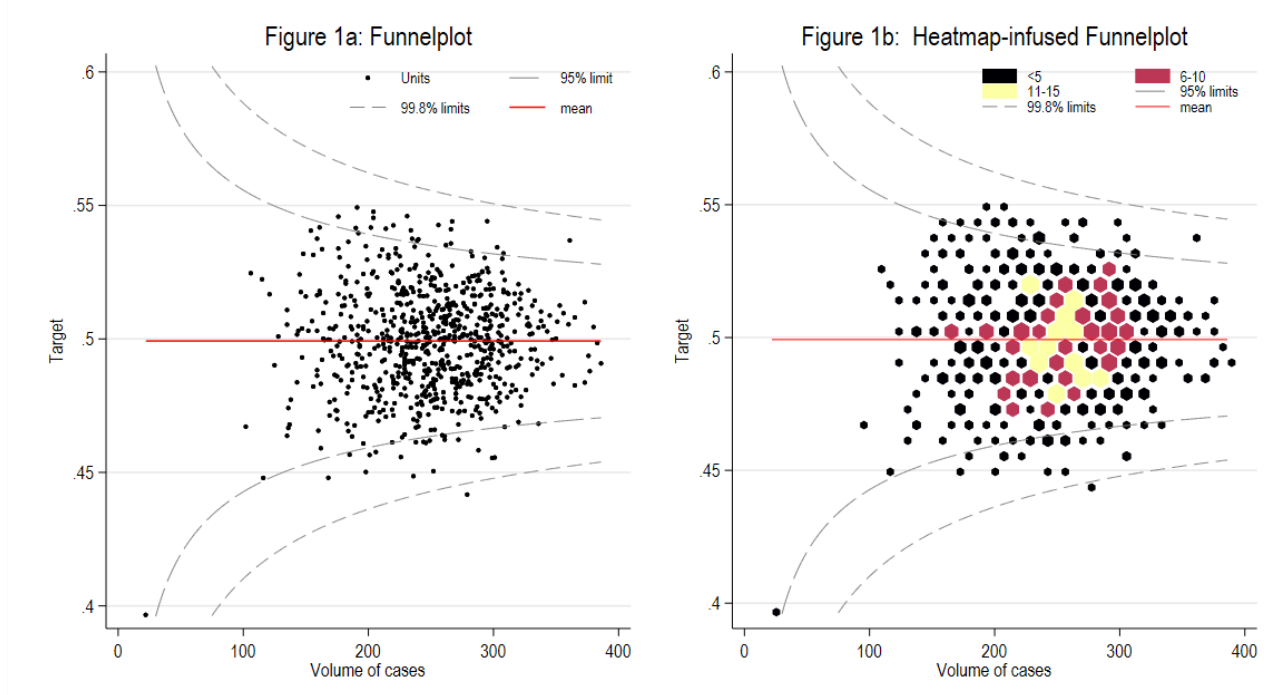 Figure 1a: Funnelplot
Units
95% limit
99.8% limits
mean
.6
.55
.5
.45
.4
Target
0 100 200 300 400
Volume of cases
Figure 1b: Heatmap-infused Funnelplot
<5
6-10
11-15
95% limits
99.8% limits
mean
.6
.55
.5
.45
.4
Target
0 100 200 300 400
Volume of cases